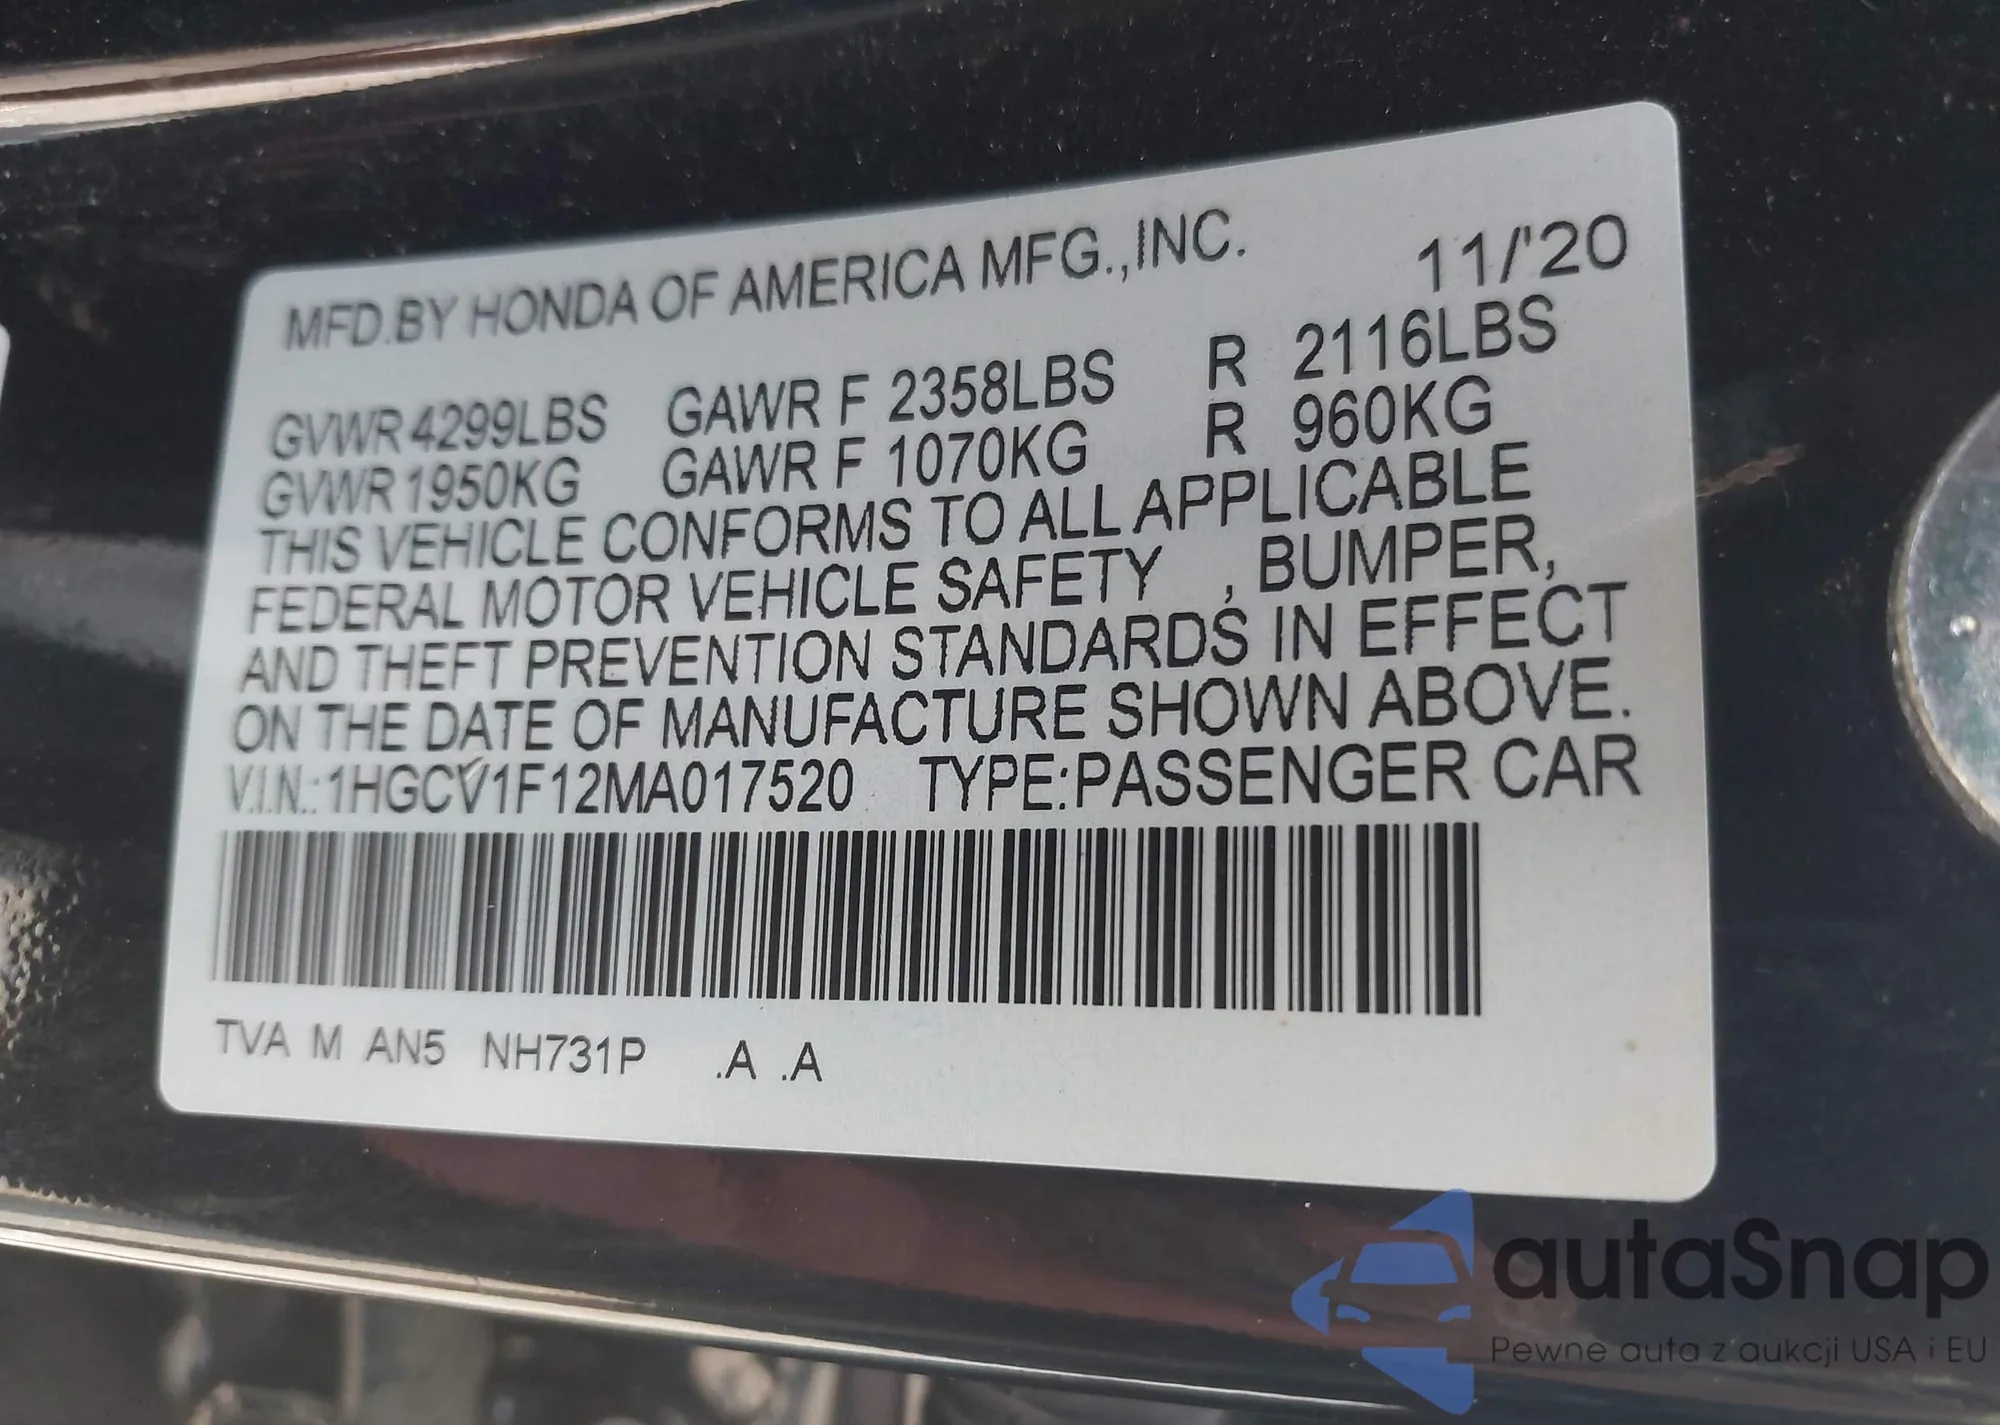 MFD.BY HONDA OF AMERICA MFG.,INC. 11/'20
GVWR 4299LBS GAWR F 2358LBS R 2116LBS
GVWR 1950KG GAWR F 1070KG R 960KG
THIS VEHICLE CONFORMS TO ALL APPLICABLE
FEDERAL MOTOR VEHICLE SAFETY , BUMPER,
AND THEFT PREVENTION STANDARDS IN EFFECT
ON THE DATE OF MANUFACTURE SHOWN ABOVE.
V.I.N.:1HGCV1F12MA017520 TYPE:PASSENGER CAR
TVA M AN5 NH731P .A .A
autaSnap
Pewne auta z aukcji USA i EU